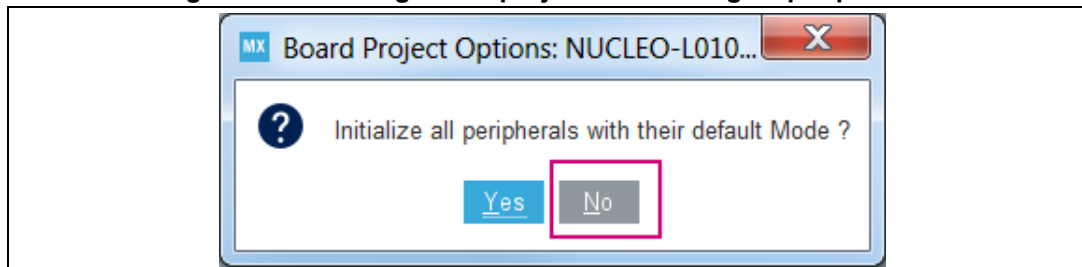 MX Board Project Options: NUCLEO-L010... X
? Initialize all peripherals with their default Mode ?
Yes No